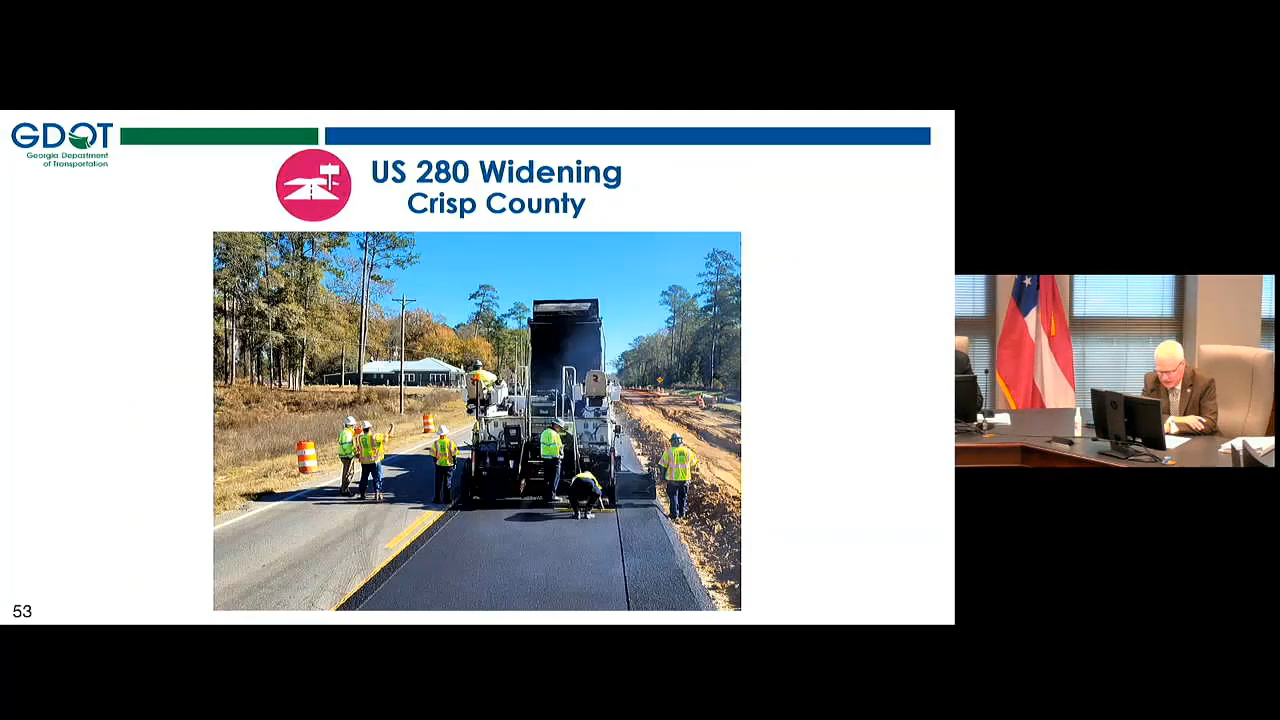 GDOT
Georgia Department
of Transportation
US 280 Widening
Crisp County
53